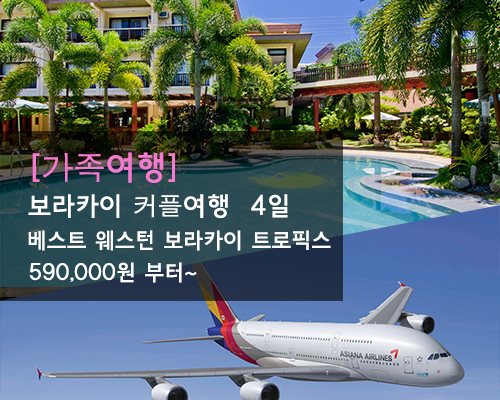 [가족여행]
보라카이 커플여행 4일
베스트 웨스턴 보라카이 트로픽스
590,000원 부터~
ASIANA AIRLINES